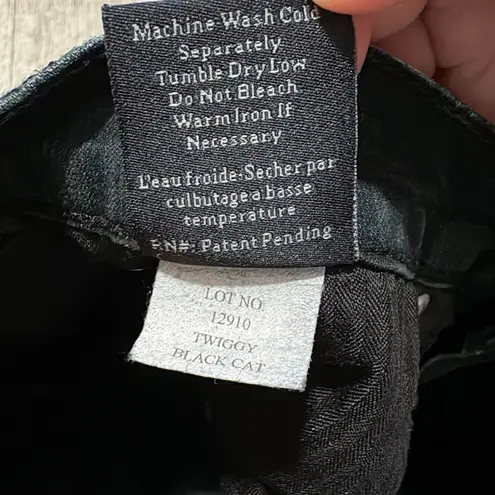 Machine Wash Cold
Separately
Tumble Dry Low
Do Not Bleach
Warm Iron If
Necessary
L'eau froide-Secher par
culbutage a basse
temperature
RN#: Patent Pending
LOT NO.
12910
TWIGGY
BLACK CAT